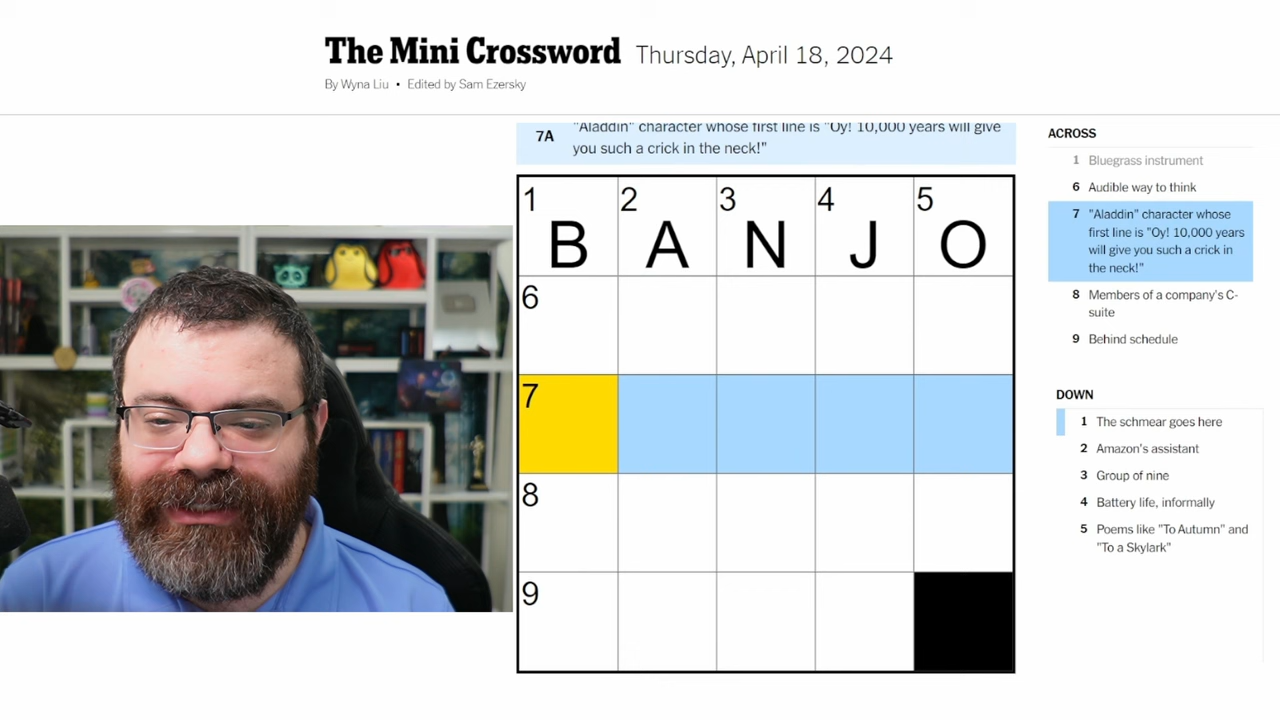 The Mini Crossword Thursday, April 18, 2024
By Wyna Liu • Edited by Sam Ezersky
7A
"Aladdin" character whose first line is "Oy! 10,000 years will give
you such a crick in the neck!"
1 2 3 4 5
B A N J O
6
7
8
9
ACROSS
1 Bluegrass instrument
6 Audible way to think
7 "Aladdin" character whose
first line is "Oy! 10,000 years
will give you such a crick in
the neck!"
8 Members of a company's C-
suite
9 Behind schedule
DOWN
1 The schmear goes here
2 Amazon's assistant
3 Group of nine
4 Battery life, informally
5 Poems like "To Autumn" and
"To a Skylark"